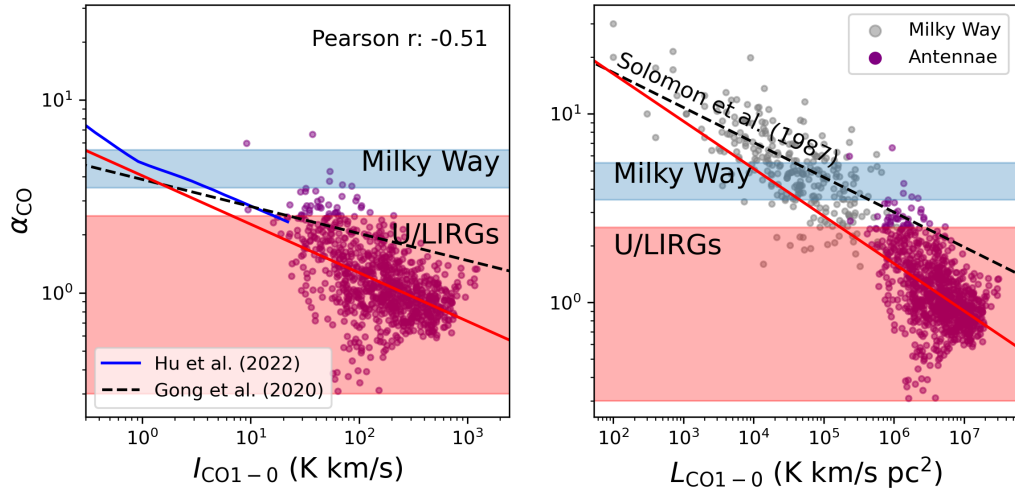 Pearson r: -0.51
Milky Way
U/LIRGs
Hu et al. (2022)
Gong et al. (2020)
10¹
10⁰
α_CO
10⁰ 10¹ 10² 10³
I_CO1−0 (K km/s)
Milky Way
Antennae
Solomon et al. (1987)
Milky Way
U/LIRGs
10¹
10⁰
10² 10³ 10⁴ 10⁵ 10⁶ 10⁷
L_CO1−0 (K km/s pc²)